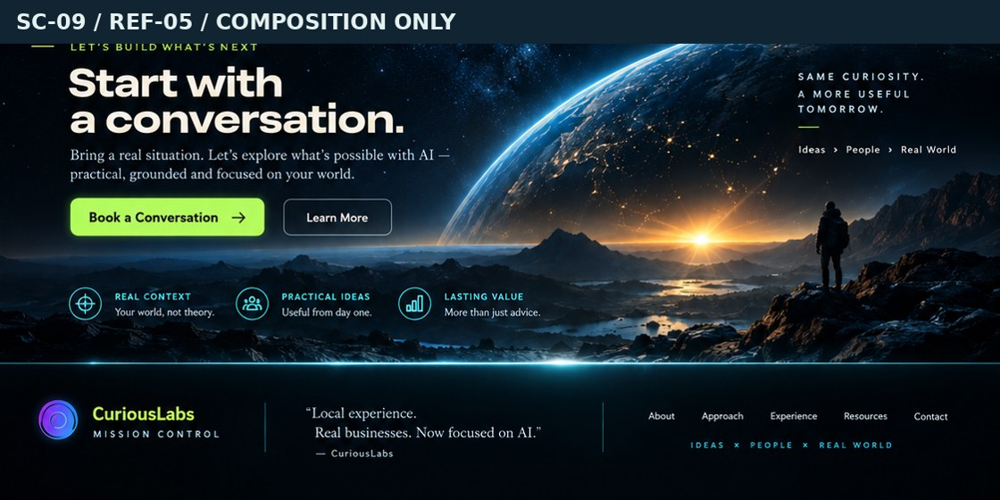 SC-09 / REF-05 / COMPOSITION ONLY
LET'S BUILD WHAT'S NEXT
Start with
a conversation.
Bring a real situation. Let's explore what's possible with AI —
practical, grounded and focused on your world.
Book a Conversation →
Learn More
SAME CURIOSITY.
A MORE USEFUL
TOMORROW.
Ideas › People › Real World
REAL CONTEXT
Your world, not theory.
PRACTICAL IDEAS
Useful from day one.
LASTING VALUE
More than just advice.
CuriousLabs
MISSION CONTROL
“Local experience.
Real businesses. Now focused on AI.”
— CuriousLabs
About Approach Experience Resources Contact
IDEAS × PEOPLE × REAL WORLD